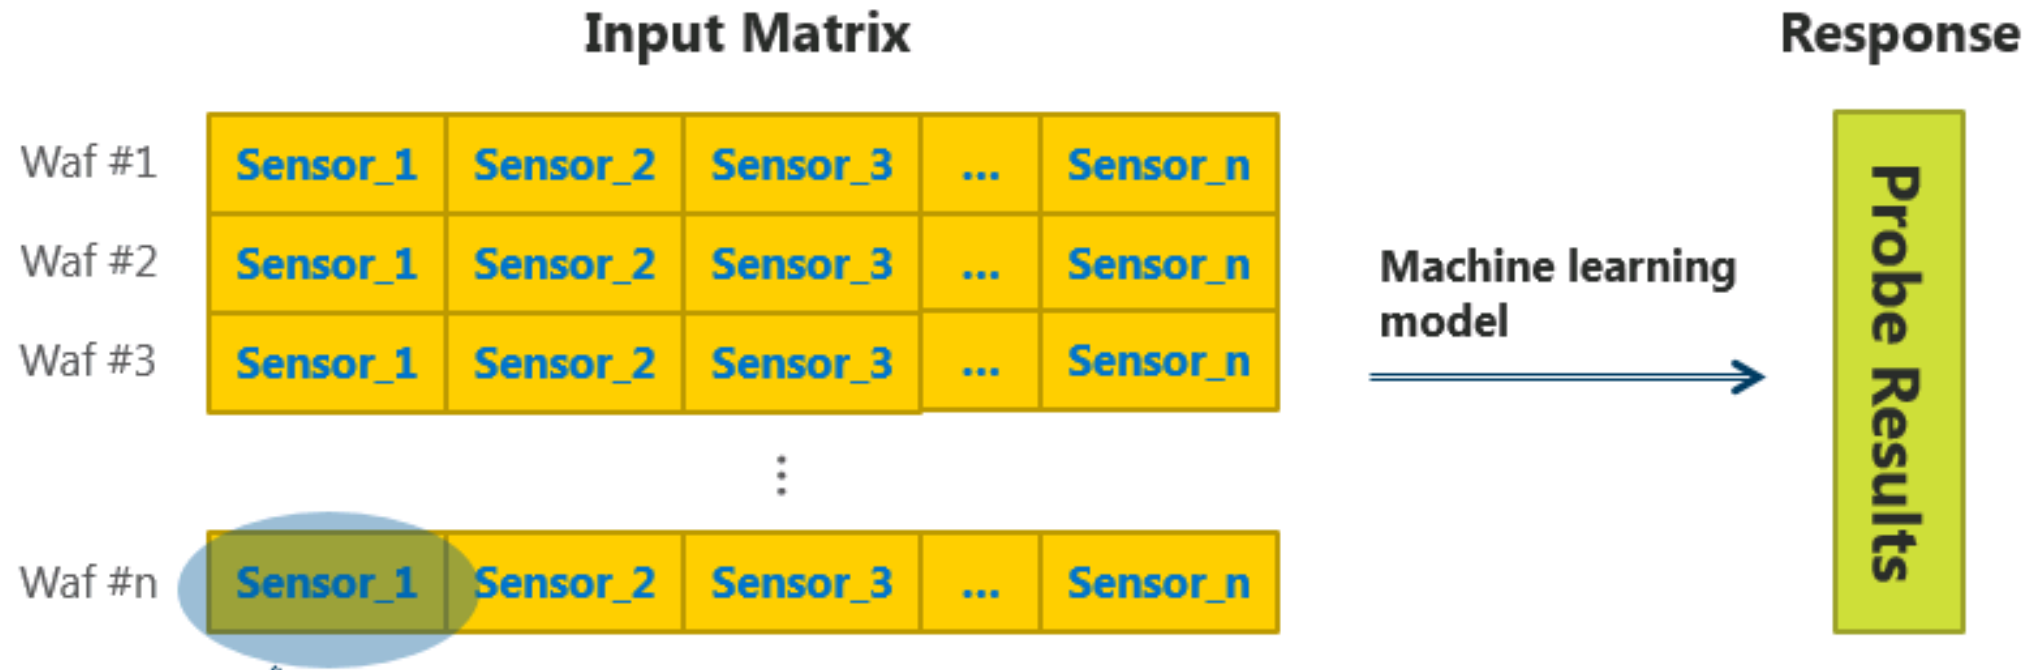 Input Matrix
Response
Waf #1 Sensor_1 Sensor_2 Sensor_3 ... Sensor_n
Waf #2 Sensor_1 Sensor_2 Sensor_3 ... Sensor_n
Waf #3 Sensor_1 Sensor_2 Sensor_3 ... Sensor_n
⋮
Waf #n Sensor_1 Sensor_2 Sensor_3 ... Sensor_n
Machine learning
model
Probe Results